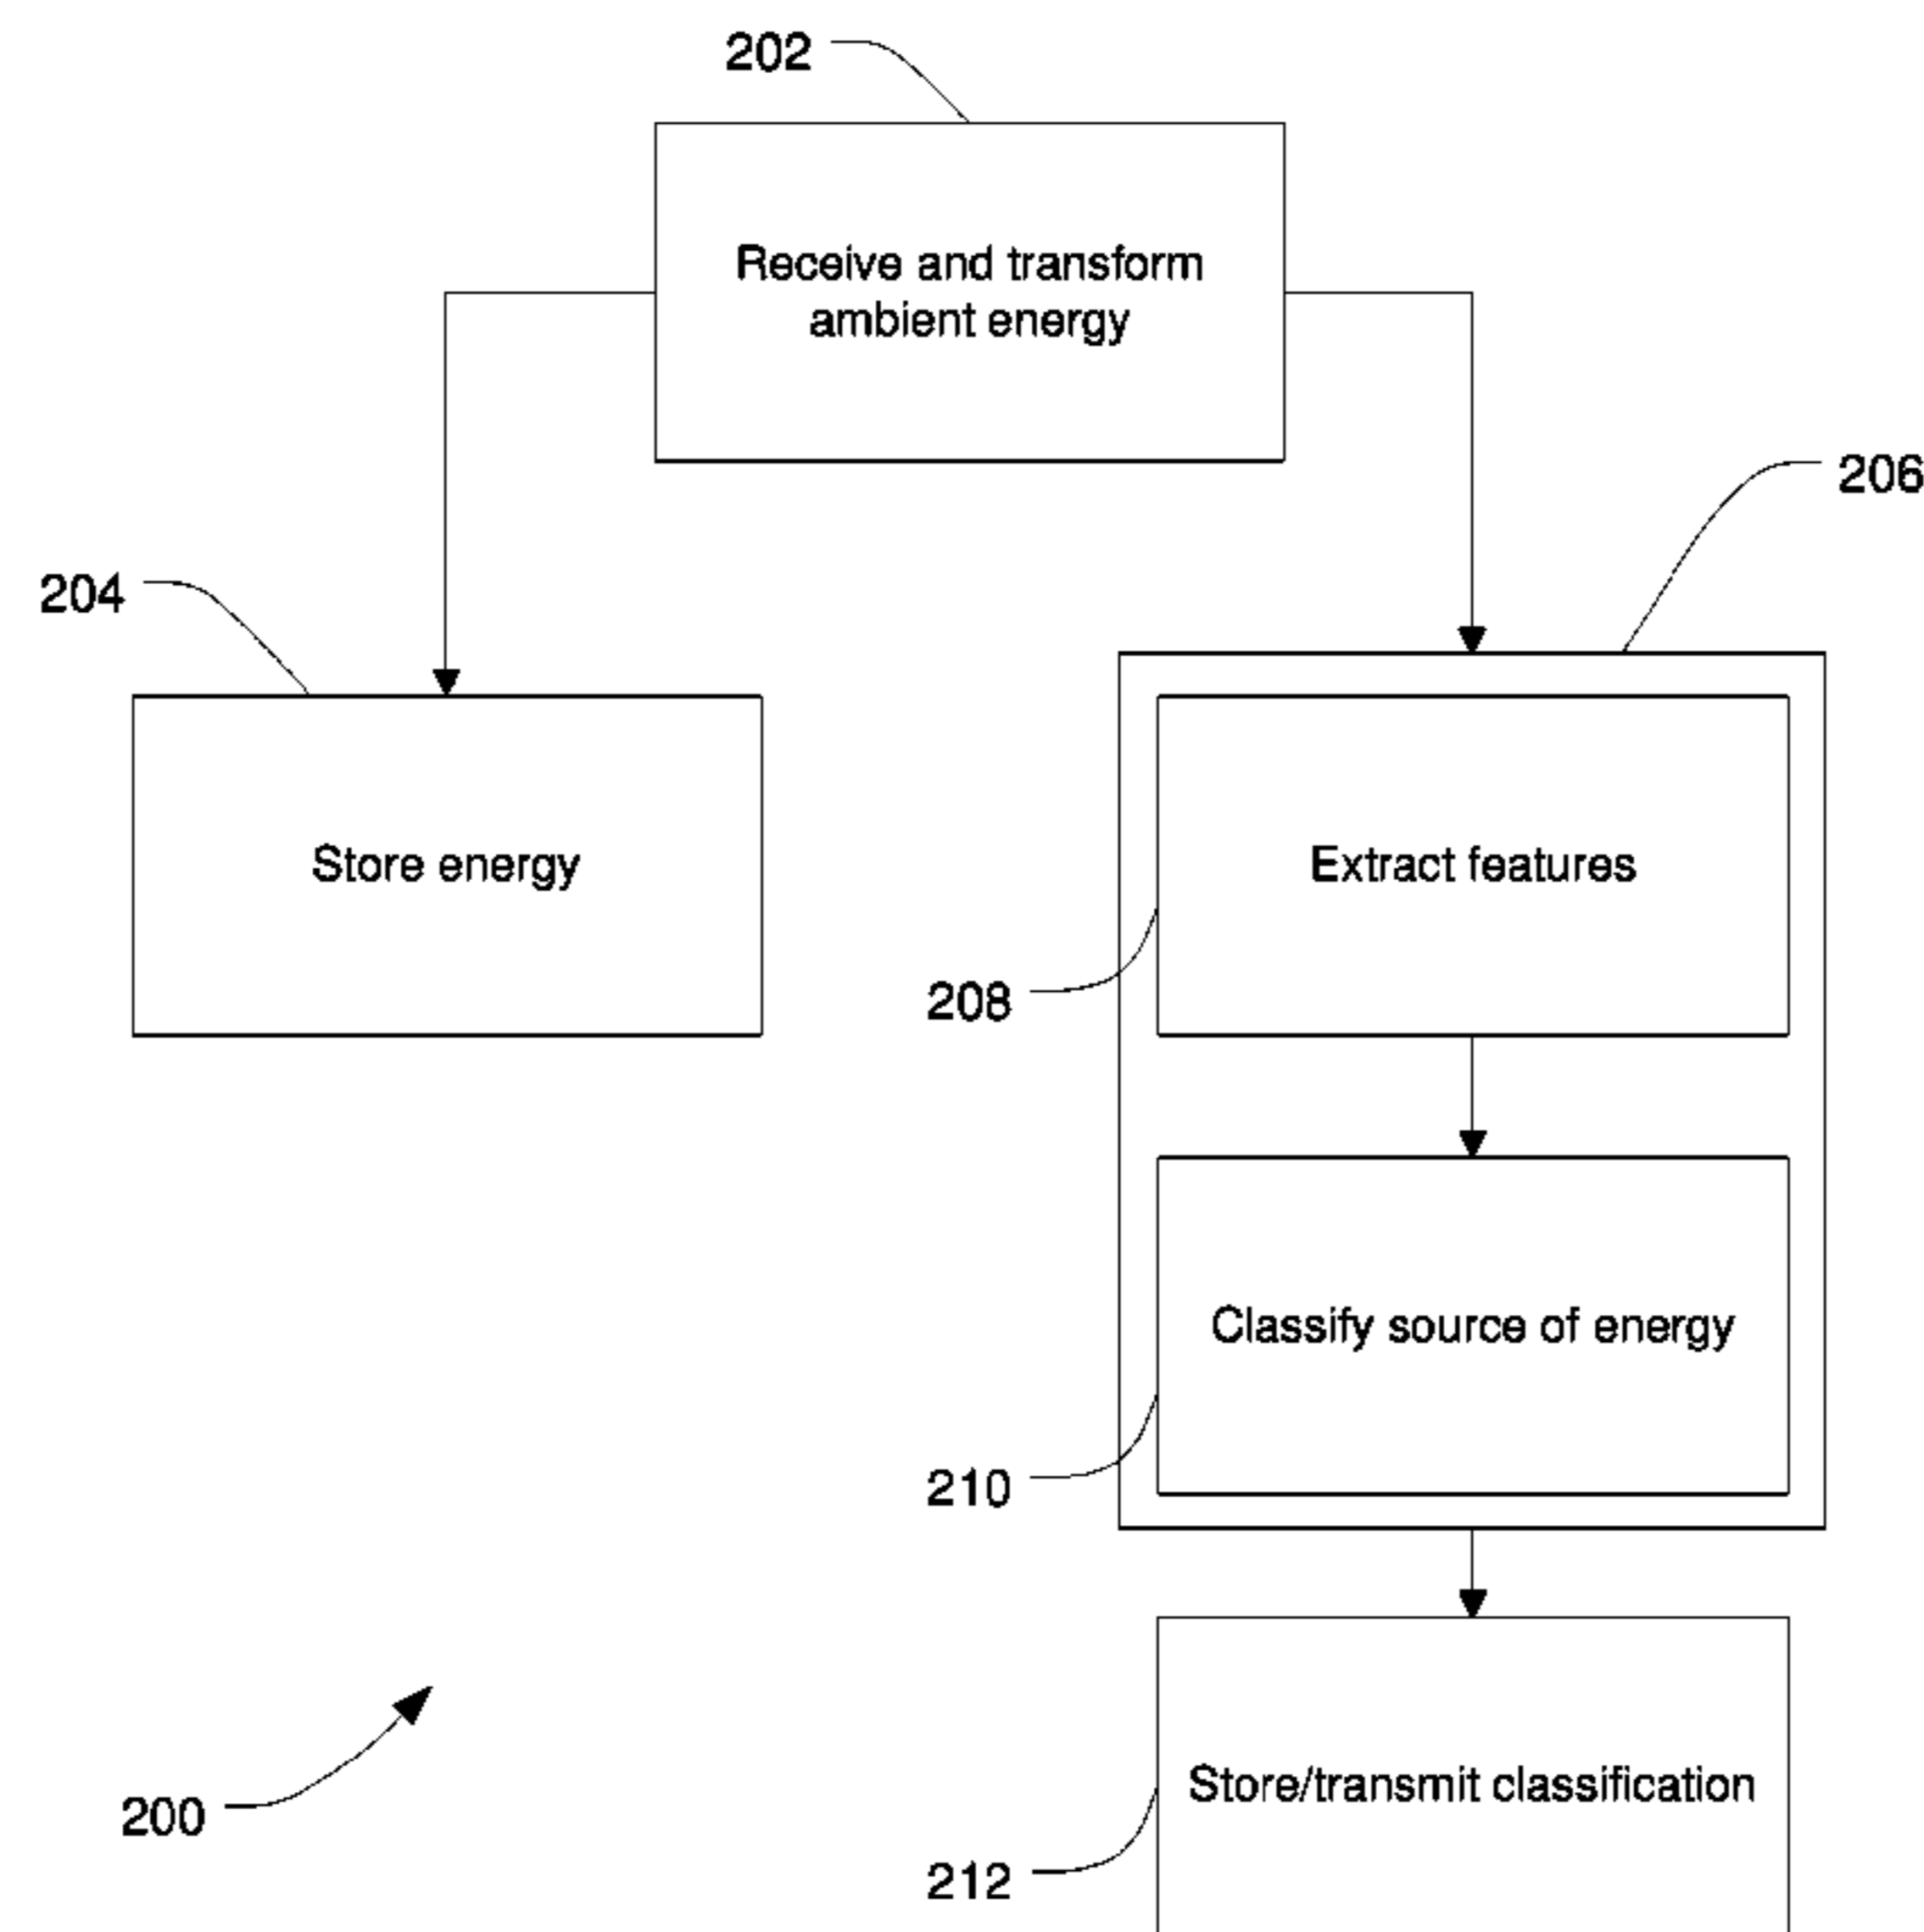 202
Receive and transform
ambient energy
206
204
Store energy
Extract features
208
Classify source of energy
210
Store/transmit classification
200
212